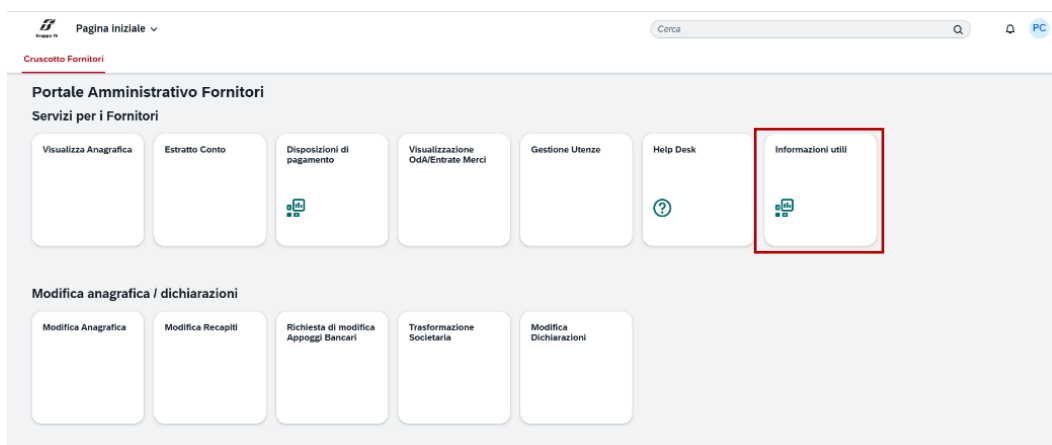 Gruppo FS
Pagina iniziale
Cerca
PC
Cruscotto Fornitori
Portale Amministrativo Fornitori
Servizi per i Fornitori
Visualizza Anagrafica
Estratto Conto
Disposizioni di
pagamento
Visualizzazione
OdA/Entrate Merci
Gestione Utenze
Help Desk
Informazioni utili
Modifica anagrafica / dichiarazioni
Modifica Anagrafica
Modifica Recapiti
Richiesta di modifica
Appoggi Bancari
Trasformazione
Societaria
Modifica
Dichiarazioni